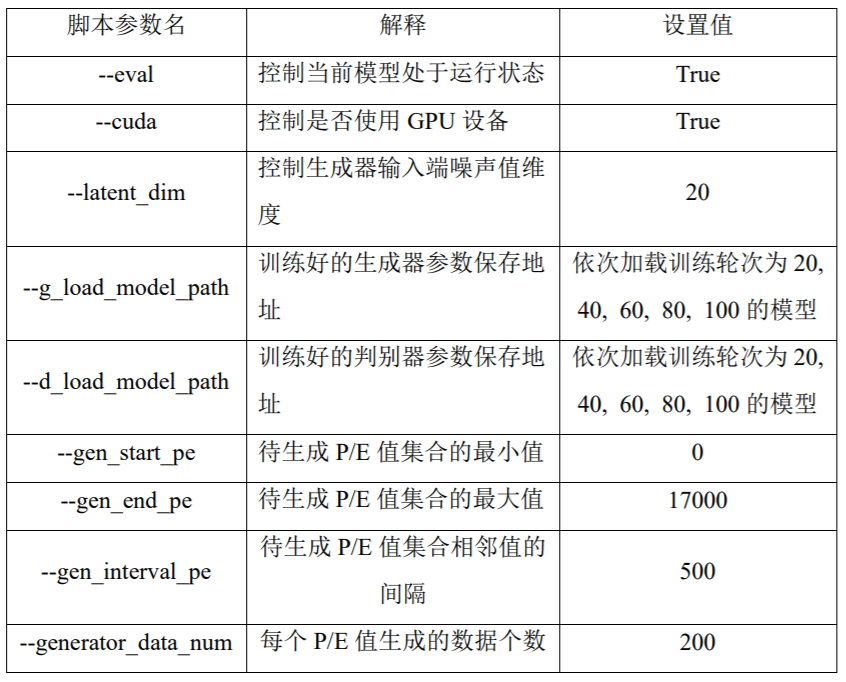 脚本参数名 解释 设置值
--eval 控制当前模型处于运行状态 True
--cuda 控制是否使用 GPU 设备 True
--latent_dim 控制生成器输入端噪声值维
度 20
--g_load_model_path 训练好的生成器参数保存地
址 依次加载训练轮次为 20,
40, 60, 80, 100 的模型
--d_load_model_path 训练好的判别器参数保存地
址 依次加载训练轮次为 20,
40, 60, 80, 100 的模型
--gen_start_pe 待生成 P/E 值集合的最小值 0
--gen_end_pe 待生成 P/E 值集合的最大值 17000
--gen_interval_pe 待生成 P/E 值集合相邻值的
间隔 500
--generator_data_num 每个 P/E 值生成的数据个数 200